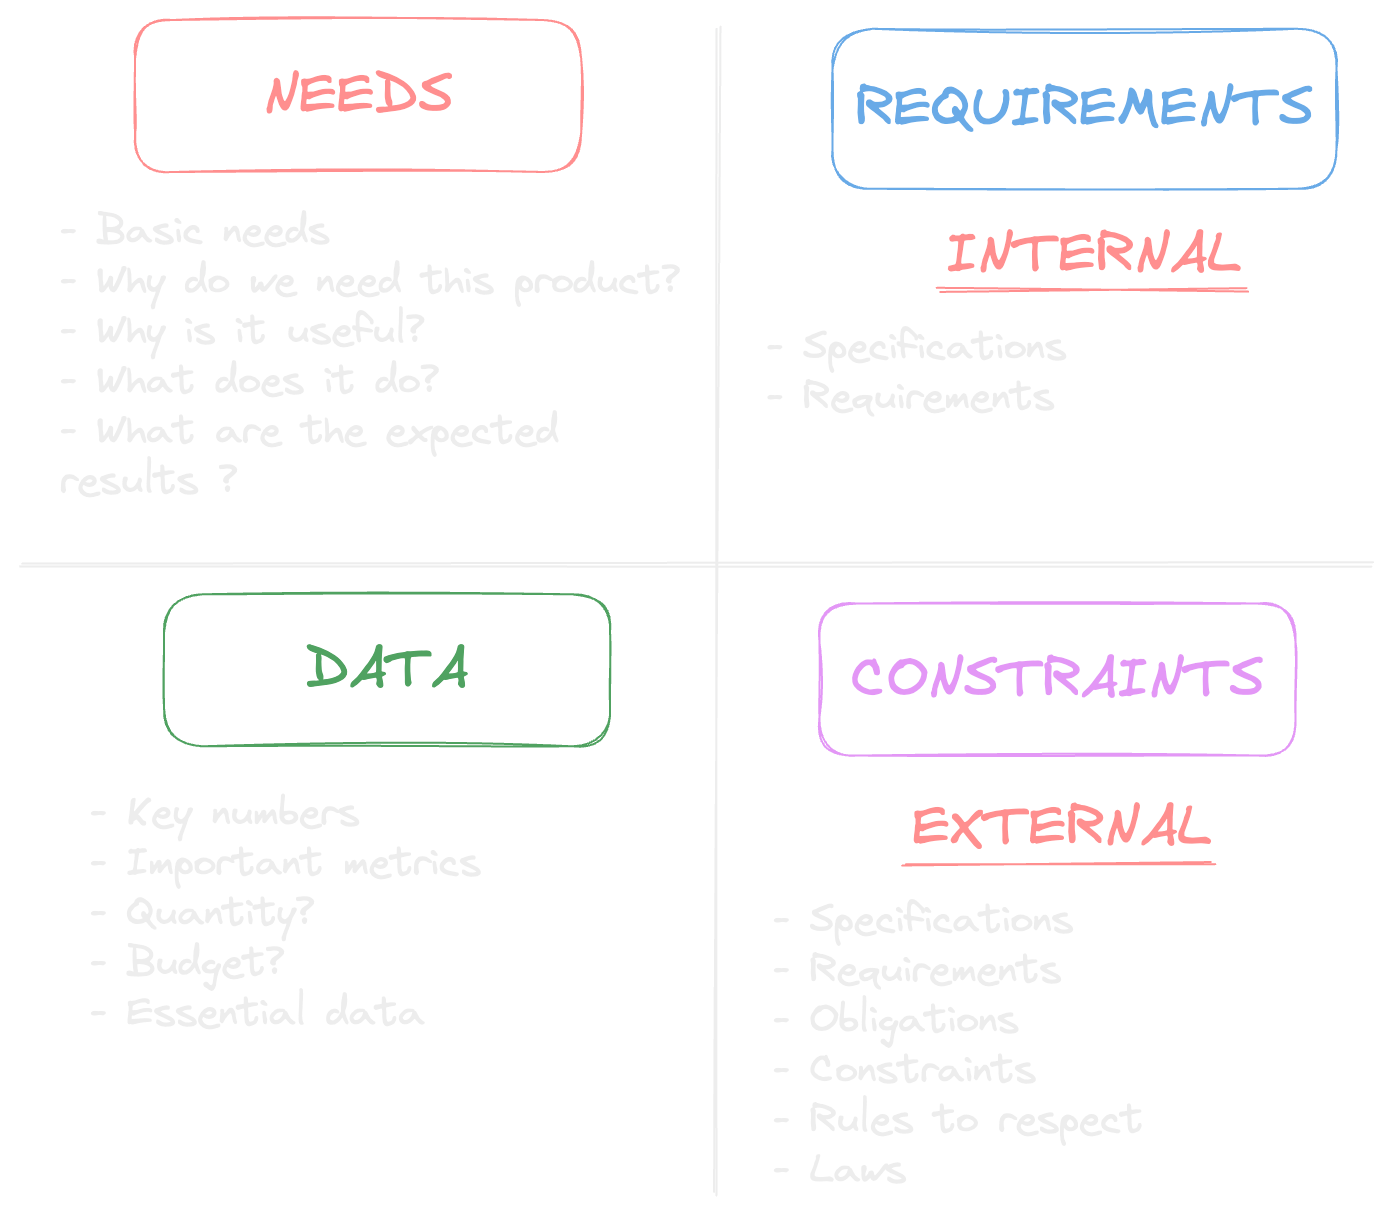 NEEDS
- Basic needs
- Why do we need this product?
- Why is it useful?
- What does it do?
- What are the expected
results ?
REQUIREMENTS
INTERNAL
- Specifications
- Requirements
DATA
- Key numbers
- Important metrics
- Quantity?
- Budget?
- Essential data
CONSTRAINTS
EXTERNAL
- Specifications
- Requirements
- Obligations
- Constraints
- Rules to respect
- Laws